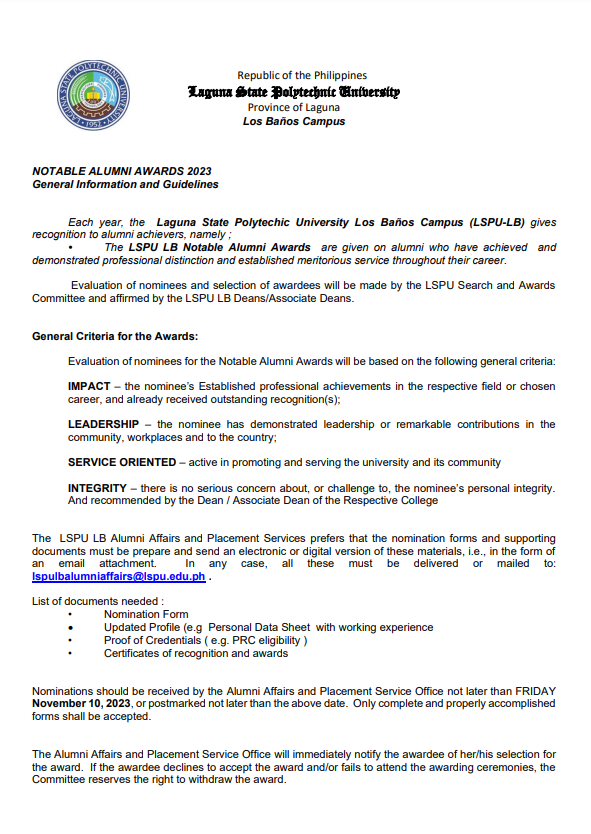 LAGUNA STATE POLYTECHNIC UNIVERSITY
1952
Republic of the Philippines
Laguna State Polytechnic University
Province of Laguna
Los Baños Campus
NOTABLE ALUMNI AWARDS 2023
General Information and Guidelines
Each year, the Laguna State Polytechic University Los Baños Campus (LSPU-LB) gives
recognition to alumni achievers, namely ;
• The LSPU LB Notable Alumni Awards are given on alumni who have achieved and
demonstrated professional distinction and established meritorious service throughout their career.
Evaluation of nominees and selection of awardees will be made by the LSPU Search and Awards
Committee and affirmed by the LSPU LB Deans/Associate Deans.
General Criteria for the Awards:
Evaluation of nominees for the Notable Alumni Awards will be based on the following general criteria:
IMPACT – the nominee's Established professional achievements in the respective field or chosen
career, and already received outstanding recognition(s);
LEADERSHIP – the nominee has demonstrated leadership or remarkable contributions in the
community, workplaces and to the country;
SERVICE ORIENTED – active in promoting and serving the university and its community
INTEGRITY – there is no serious concern about, or challenge to, the nominee's personal integrity.
And recommended by the Dean / Associate Dean of the Respective College
The LSPU LB Alumni Affairs and Placement Services prefers that the nomination forms and supporting
documents must be prepare and send an electronic or digital version of these materials, i.e., in the form of
an email attachment. In any case, all these must be delivered or mailed to:
lspulbalumniaffairs@lspu.edu.ph .
List of documents needed :
• Nomination Form
• Updated Profile (e.g Personal Data Sheet with working experience
• Proof of Credentials ( e.g. PRC eligibility )
• Certificates of recognition and awards
Nominations should be received by the Alumni Affairs and Placement Service Office not later than FRIDAY
November 10, 2023, or postmarked not later than the above date. Only complete and properly accomplished
forms shall be accepted.
The Alumni Affairs and Placement Service Office will immediately notify the awardee of her/his selection for
the award. If the awardee declines to accept the award and/or fails to attend the awarding ceremonies, the
Committee reserves the right to withdraw the award.